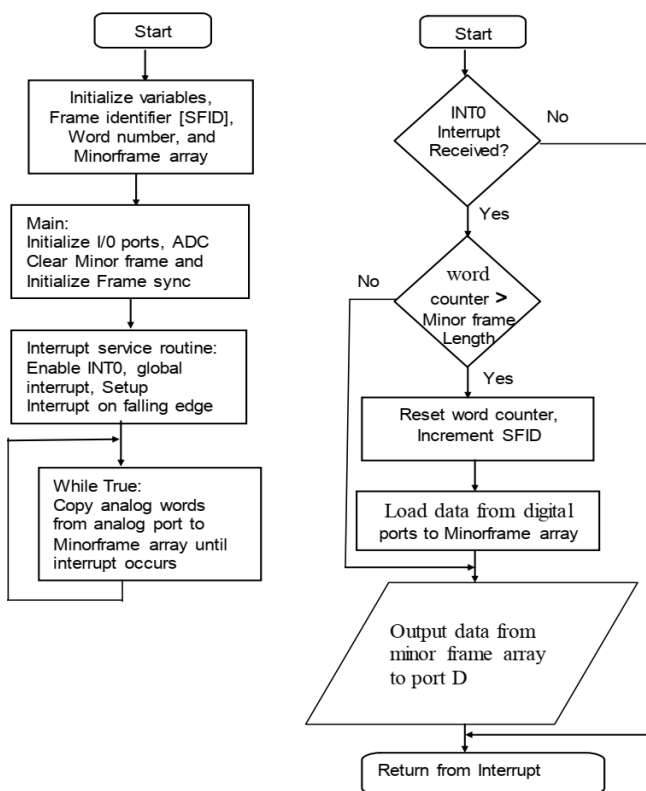 Start
Initialize variables,
Frame identifier [SFID],
Word number, and
Minorframe array
Main:
Initialize I/0 ports, ADC
Clear Minor frame and
Initialize Frame sync
Interrupt service routine:
Enable INT0, global
interrupt, Setup
Interrupt on falling edge
While True:
Copy analog words
from analog port to
Minorframe array until
interrupt occurs
Start
INT0
Interrupt
Received?
No
Yes
No
word
counter >
Minor frame
Length
Yes
Reset word counter,
Increment SFID
Load data from digital
ports to Minorframe array
Output data from
minor frame array
to port D
Return from Interrupt